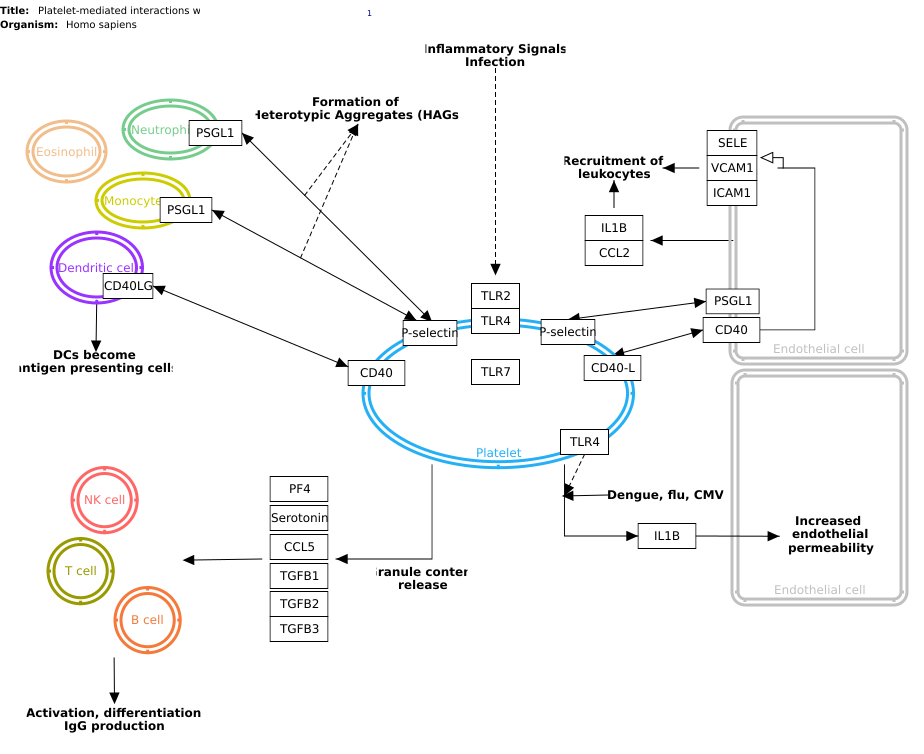 Title: Platelet-mediated interactions w
1
Organism: Homo sapiens
nflammatory Signals
Infection
Formation of
Heterotypic Aggregates (HAGs
Eosinophil
Neutrophi
PSGL1
Monocyte
PSGL1
Dendritic cell
CD40LG
DCs become
antigen presenting cells
SELE
VCAM1
ICAM1
Recruitment of
leukocytes
IL1B
CCL2
TLR2
TLR4
TLR7
P-selectin
P-selectin
CD40
CD40-L
PSGL1
CD40
Endothelial cell
Platelet
TLR4
Dengue, flu, CMV
IL1B
Increased
endothelial
permeability
Endothelial cell
NK cell
T cell
B cell
PF4
Serotonin
CCL5
TGFB1
TGFB2
TGFB3
ranule conten
release
Activation, differentiation
IgG production